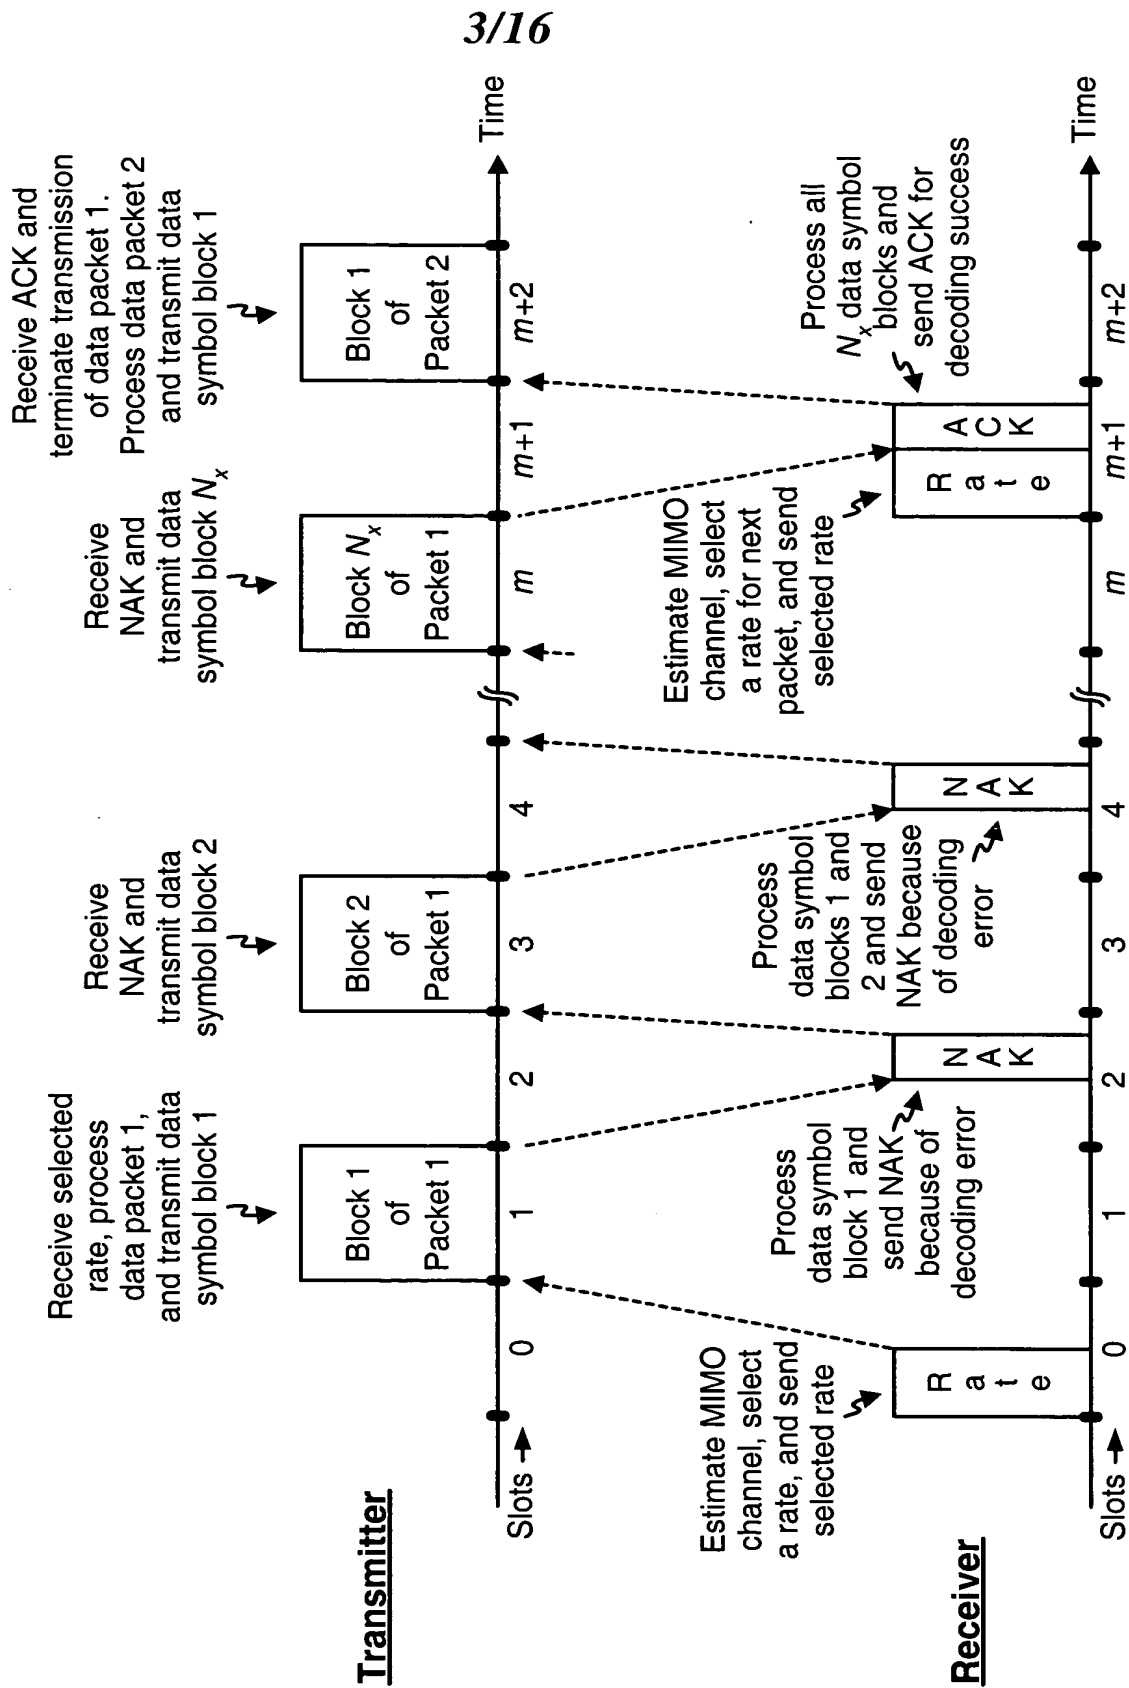 3/16
Transmitter
Receive selected
rate, process
data packet 1,
and transmit data
symbol block 1
Receive
NAK and
transmit data
symbol block 2
Receive
NAK and
transmit data
symbol block Nx
Receive ACK and
terminate transmission
of data packet 1.
Process data packet 2
and transmit data
symbol block 1
Block 1
of
Packet 1
Block 2
of
Packet 1
Block Nx
of
Packet 1
Block 1
of
Packet 2
Time
Slots
0
1
2
3
4
m
m+1
m+2
Receiver
Estimate MIMO
channel, select
a rate, and send
selected rate
Process
data symbol
block 1 and
send NAK
because of
decoding error
Process
data symbol
blocks 1 and
2 and send
NAK because
of decoding
error
Estimate MIMO
channel, select
a rate for next
packet, and send
selected rate
Process all
Nx data symbol
blocks and
send ACK for
decoding success
Rate
NAK
NAK
Rate
ACK
Time
Slots
0
1
2
3
4
m
m+1
m+2